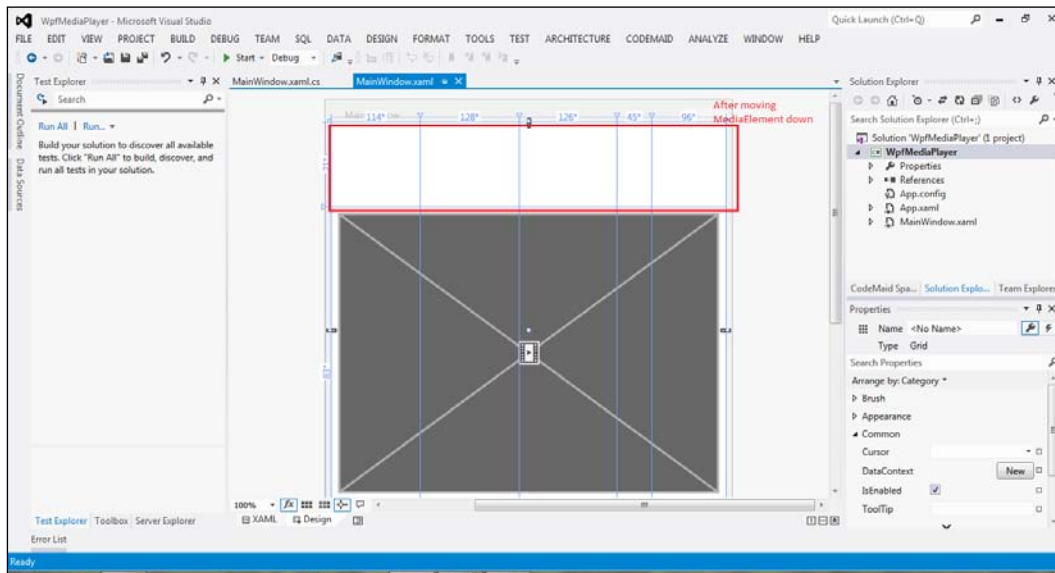 WpfMediaPlayer - Microsoft Visual Studio
Quick Launch (Ctrl+Q)
FILE EDIT VIEW PROJECT BUILD DEBUG TEAM SQL DATA DESIGN FORMAT TOOLS TEST ARCHITECTURE CODEMAID ANALYZE WINDOW HELP
Start - Debug
Document Outline
Data Sources
Test Explorer
Search
Run All | Run...
Build your solution to discover all available
tests. Click "Run All" to build, discover, and
run all tests in your solution.
MainWindow.xaml.cs
MainWindow.xaml
114* 128* 126* 45* 96*
After moving
MediaElement down
21*
83*
100%
XAML Design
Test Explorer Toolbox Server Explorer
Error List
Ready
Solution Explorer
Search Solution Explorer (Ctrl+;)
Solution 'WpfMediaPlayer' (1 project)
WpfMediaPlayer
Properties
References
App.config
App.xaml
MainWindow.xaml
CodeMaid Spa... Solution Explo... Team Explorer
Properties
Name <No Name>
Type Grid
Search Properties
Arrange by: Category
Brush
Appearance
Common
Cursor
DataContext New
IsEnabled
ToolTip